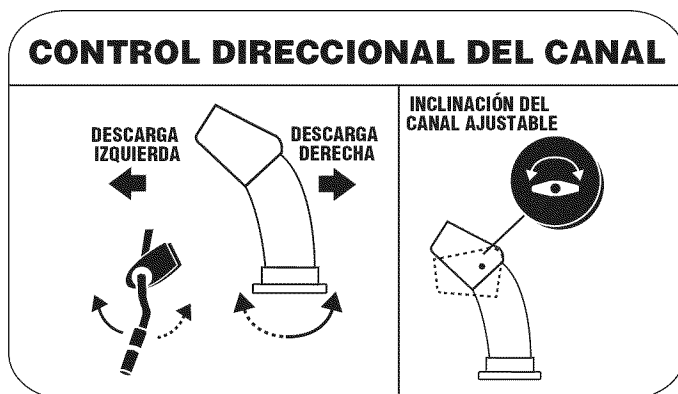 CONTROL DIRECCIONAL DEL CANAL
DESCARGA
IZQUIERDA
DESCARGA
DERECHA
INCLINACIÓN DEL
CANAL AJUSTABLE